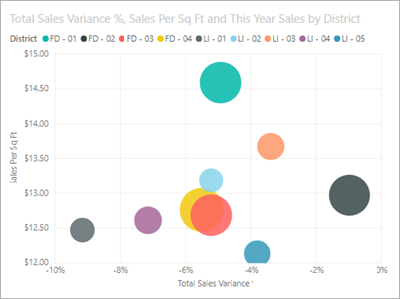 Total Sales Variance %, Sales Per Sq Ft and This Year Sales by District
District FD - 01 FD - 02 FD - 03 FD - 04 LI - 01 LI - 02 LI - 03 LI - 04 LI - 05
$15.00
$14.50
$14.00
$13.50
$13.00
$12.50
$12.00
Sales Per Sq Ft
-10% -8% -6% -4% -2% 0%
Total Sales Variance